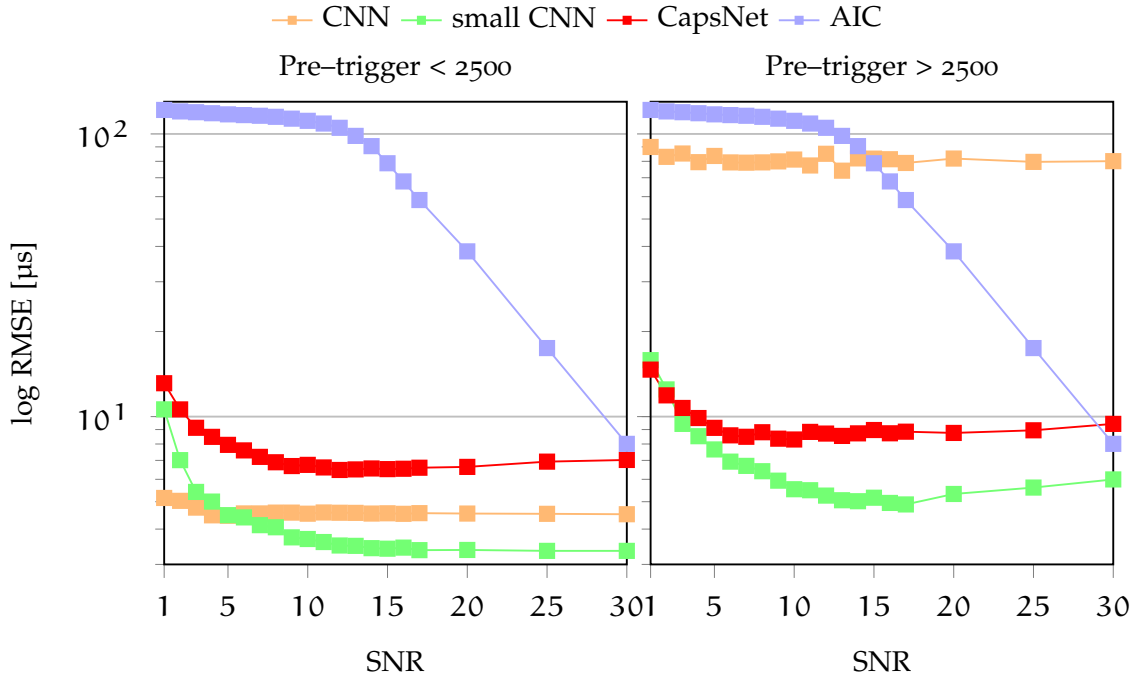 CNN small CNN CapsNet AIC
Pre–trigger < 2500 Pre–trigger > 2500
10²
10¹
log RMSE [µs]
1 5 10 15 20 25 30 1 5 10 15 20 25 30
SNR SNR